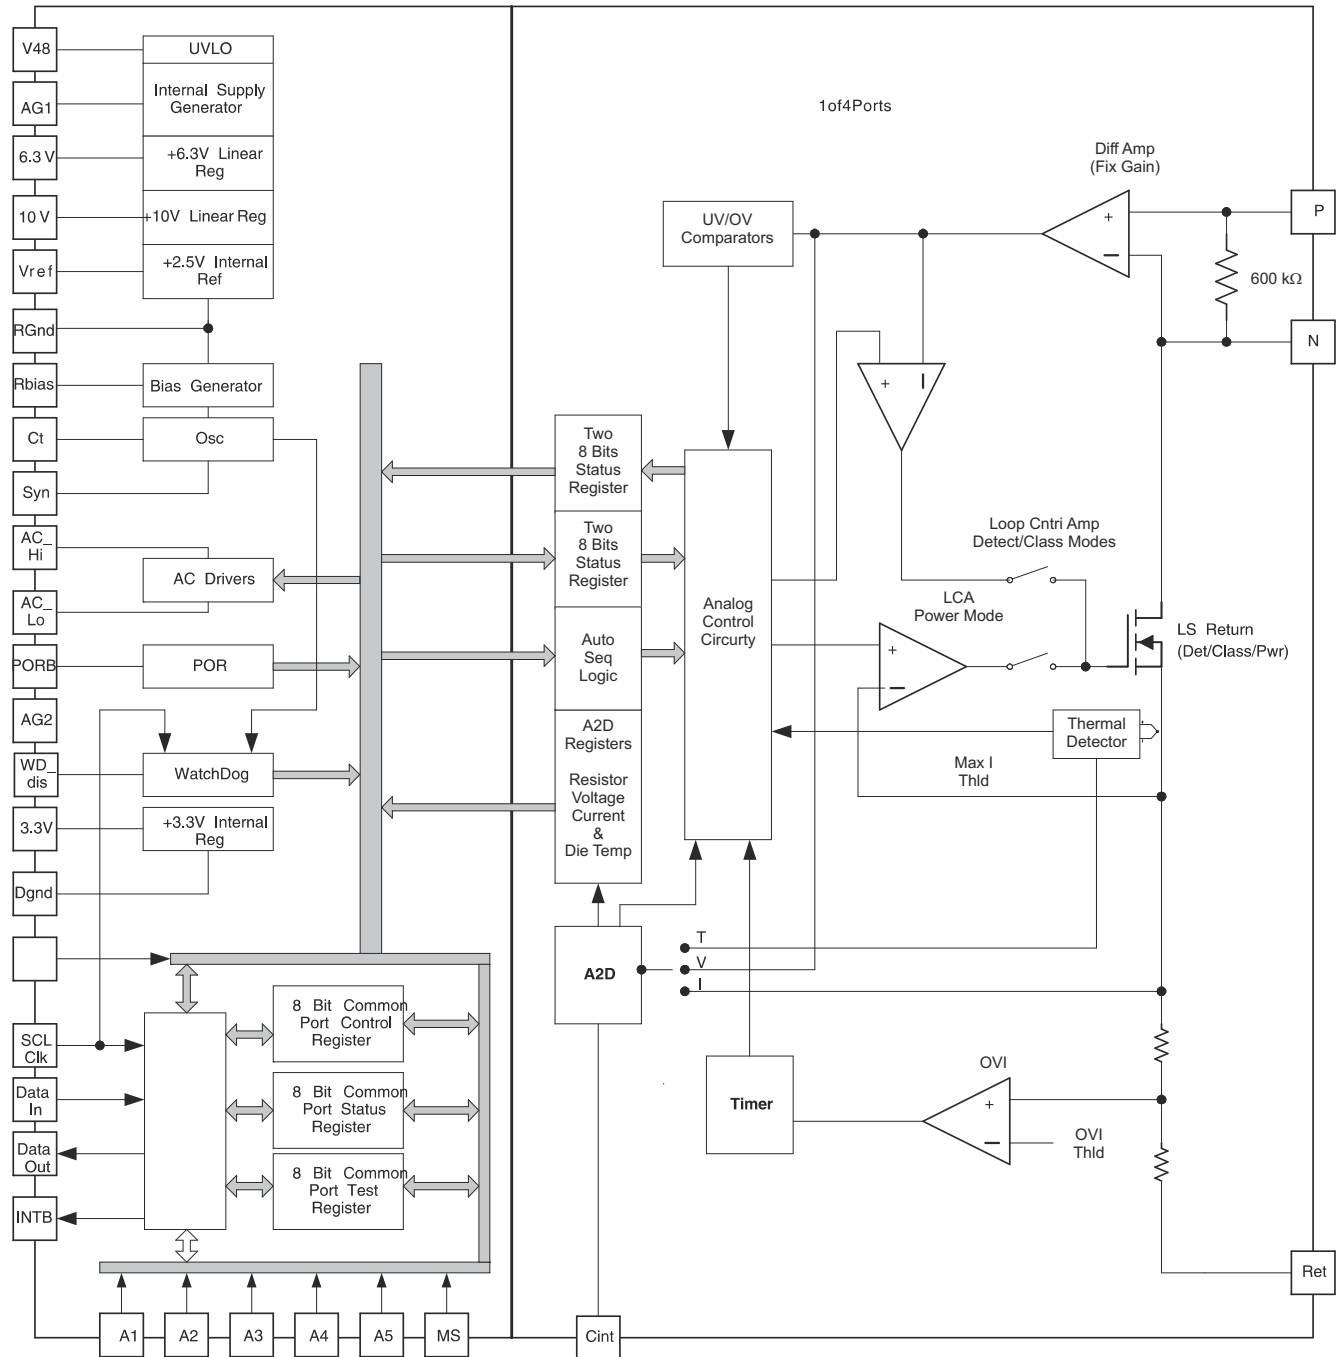 V48
UVLO
AG1
Internal Supply
Generator
6.3 V
+6.3V Linear
Reg
10 V
+10V Linear Reg
Vref
+2.5V Internal
Ref
RGnd
Rbias
Bias Generator
Ct
Osc
Syn
AC_
Hi
AC Drivers
AC_
Lo
PORB
POR
AG2
WD_
dis
WatchDog
3.3V
+3.3V Internal
Reg
Dgnd
SCL
Clk
Data
In
Data
Out
INTB
8 Bit Common
Port Control
Register
8 Bit Common
Port Status
Register
8 Bit Common
Port Test
Register
A1
A2
A3
A4
A5
MS
1of4Ports
Diff Amp
(Fix Gain)
+
−
P
600 kΩ
N
UV/OV
Comparators
+
−
Two
8 Bits
Status
Register
Two
8 Bits
Status
Register
Auto
Seq
Logic
A2D
Registers
Resistor
Voltage
Current
&
Die Temp
Analog
Control
Circurty
Loop Cntri Amp
Detect/Class Modes
LCA
Power Mode
+
−
LS Return
(Det/Class/Pwr)
Thermal
Detector
Max I
Thld
A2D
T
V
I
Timer
OVI
+
−
OVI
Thld
Ret
Cint